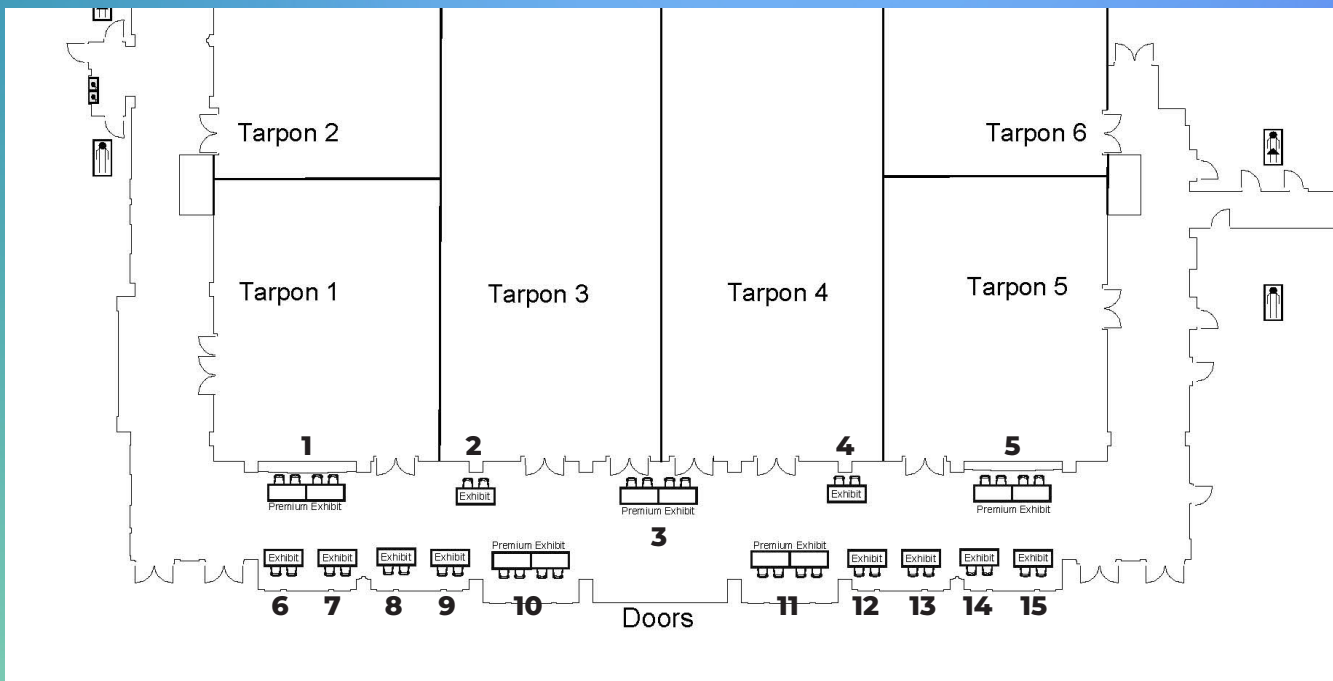 Tarpon 2
Tarpon 6
Tarpon 1
Tarpon 3
Tarpon 4
Tarpon 5
1
2
4
5
Exhibit
Exhibit
Premium Exhibit
Premium Exhibit
Premium Exhibit
3
Premium Exhibit
Premium Exhibit
Exhibit
Exhibit
Exhibit
Exhibit
Exhibit
Exhibit
Exhibit
Exhibit
6
7
8
9
10
11
12
13
14
15
Doors